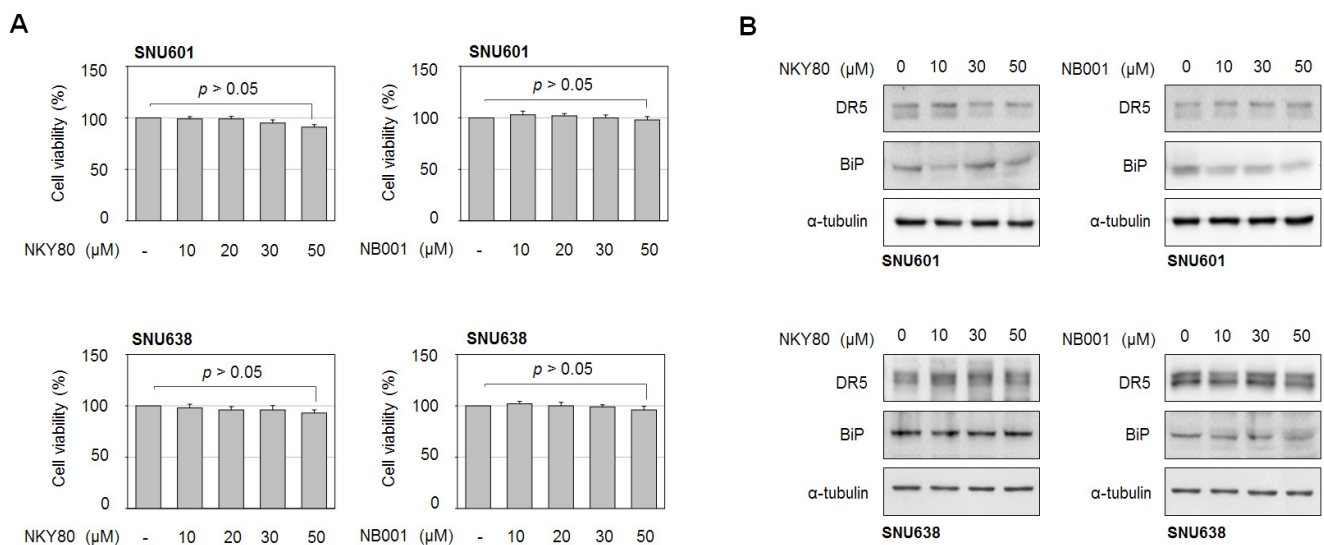 A
SNU601
150
100
50
0
Cell viability (%)
p > 0.05
NKY80 (μM) - 10 20 30 50
SNU601
150
100
50
0
Cell viability (%)
p > 0.05
NB001 (μM) - 10 20 30 50
SNU638
150
100
50
0
Cell viability (%)
p > 0.05
NKY80 (μM) - 10 20 30 50
SNU638
150
100
50
0
Cell viability (%)
p > 0.05
NB001 (μM) - 10 20 30 50
B
NKY80 (μM) 0 10 30 50
DR5
BiP
α-tubulin
SNU601
NB001 (μM) 0 10 30 50
DR5
BiP
α-tubulin
SNU601
NKY80 (μM) 0 10 30 50
DR5
BiP
α-tubulin
SNU638
NB001 (μM) 0 10 30 50
DR5
BiP
α-tubulin
SNU638